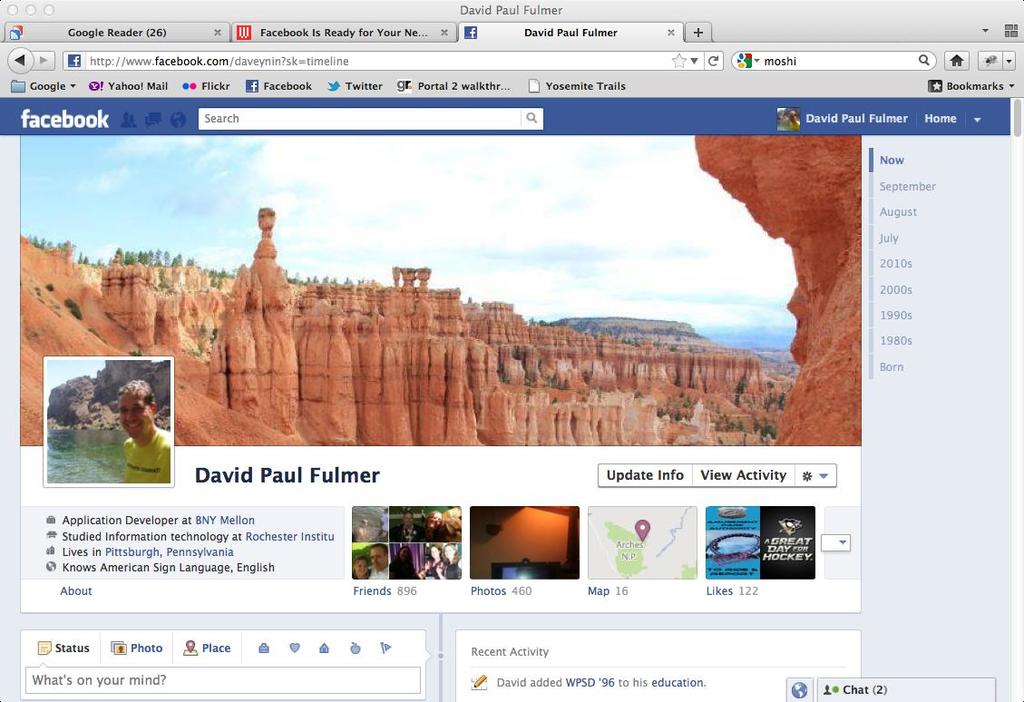 David Paul Fulmer
Google Reader (26)
Facebook Is Ready for Your Ne...
David Paul Fulmer
http://www.facebook.com/daveynin?sk=timeline
moshi
Google
Yahoo! Mail
Flickr
Facebook
Twitter
gr Portal 2 walkthr...
Yosemite Trails
Bookmarks
facebook
Search
David Paul Fulmer
Home
Now
September
August
July
2010s
2000s
1990s
1980s
Born
David Paul Fulmer
Update Info
View Activity
Application Developer at BNY Mellon
Studied Information technology at Rochester Institu
Lives in Pittsburgh, Pennsylvania
Knows American Sign Language, English
About
Arches
N.P.
AMUSEMENT
PARK
AUTHORITY
A GREAT
DAY FOR
HOCKEY.
Friends 896
Photos 460
Map 16
Likes 122
Status
Photo
Place
What's on your mind?
Recent Activity
David added WPSD '96 to his education.
Chat (2)